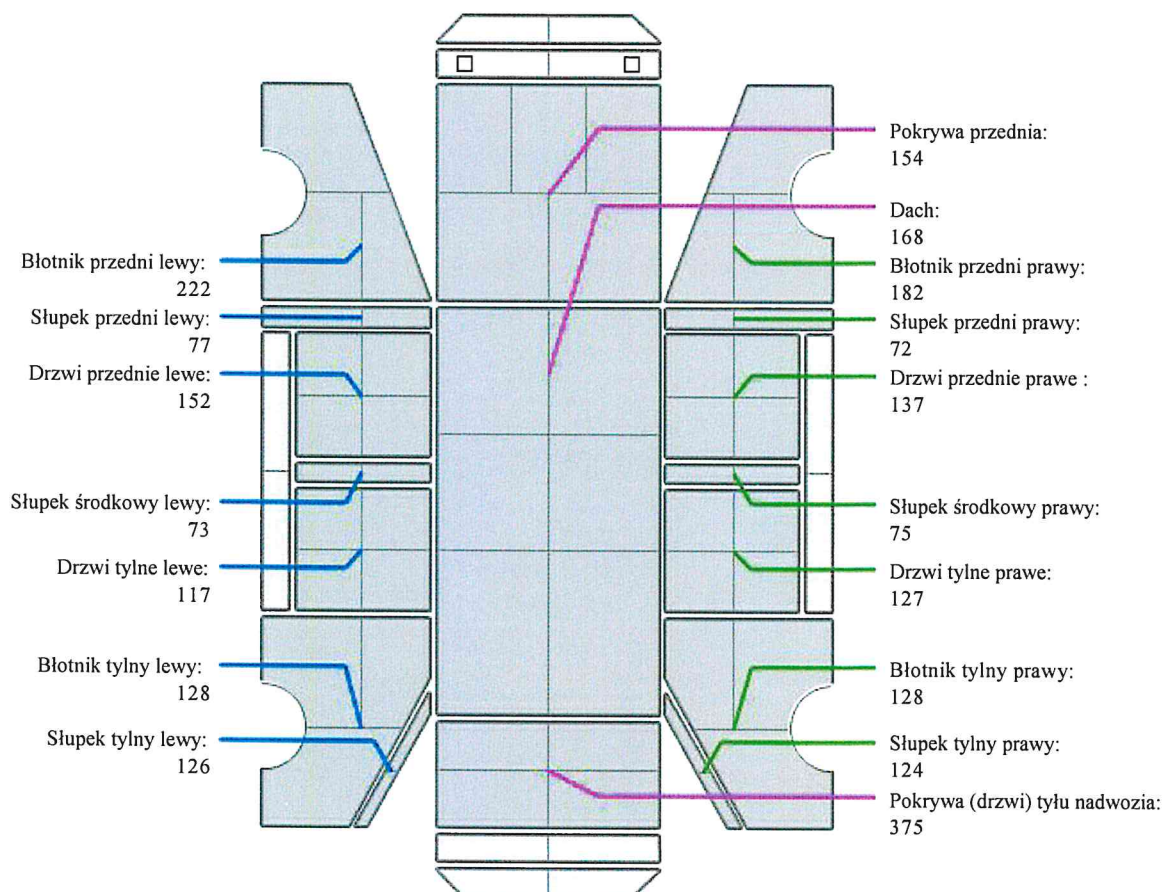 Pokrywa przednia:
154
Dach:
168
Błotnik przedni lewy:
222
Błotnik przedni prawy:
182
Słupek przedni lewy:
77
Słupek przedni prawy:
72
Drzwi przednie lewe:
152
Drzwi przednie prawe :
137
Słupek środkowy lewy:
73
Słupek środkowy prawy:
75
Drzwi tylne lewe:
117
Drzwi tylne prawe:
127
Błotnik tylny lewy:
128
Błotnik tylny prawy:
128
Słupek tylny lewy:
126
Słupek tylny prawy:
124
Pokrywa (drzwi) tyłu nadwozia:
375